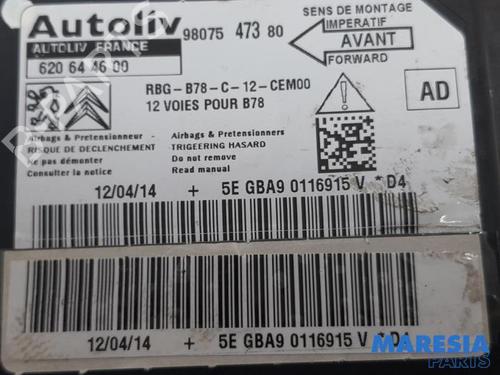 Autoliv 98075 473 80
AUTOLIV FRANCE
620 64 46 00
SENS DE MONTAGE
IMPERATIF
AVANT
FORWARD
RBG-B78-C-12-CEM00
12 VOIES POUR B78
AD
Airbags & Pretensionneur
RISQUE DE DECLENCHEMENT
Ne pas démonter
Consulter la notice
Airbags & Pretensionners
TRIGEERING HASARD
Do not remove
Read manual
12/04/14 + 5E GBA9 0116915 V *D4
12/04/14 + 5E GBA9 0116915 V *D4
MARESIA
PARTS